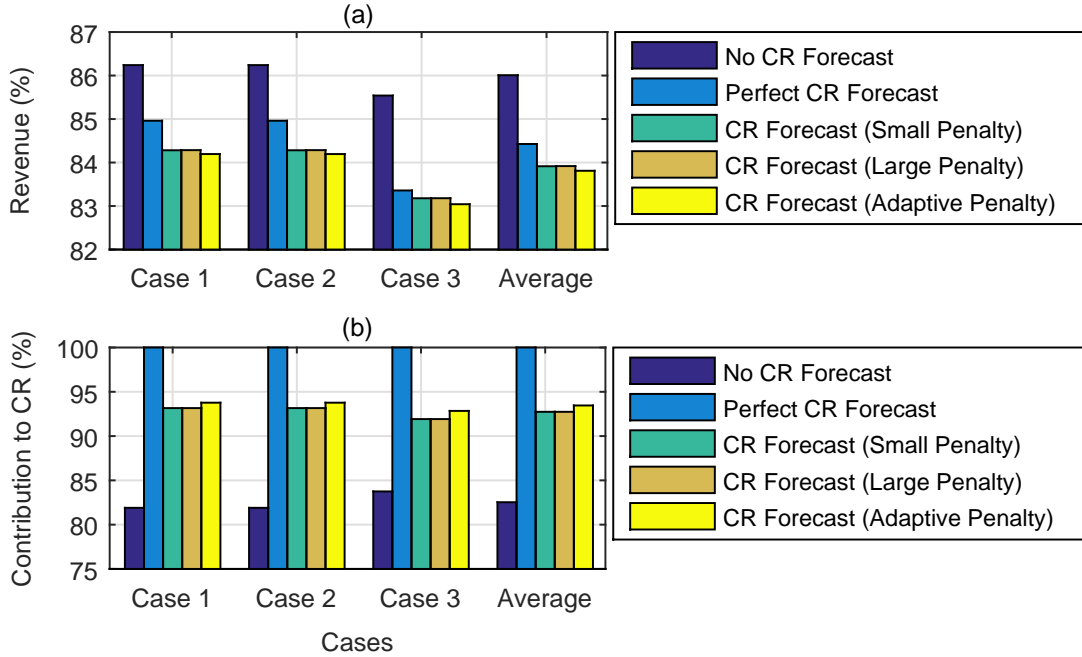 (a)
Revenue (%)
87
86
85
84
83
82
Case 1 Case 2 Case 3 Average
No CR Forecast
Perfect CR Forecast
CR Forecast (Small Penalty)
CR Forecast (Large Penalty)
CR Forecast (Adaptive Penalty)
(b)
Contribution to CR (%)
100
95
90
85
80
75
Case 1 Case 2 Case 3 Average
Cases
No CR Forecast
Perfect CR Forecast
CR Forecast (Small Penalty)
CR Forecast (Large Penalty)
CR Forecast (Adaptive Penalty)